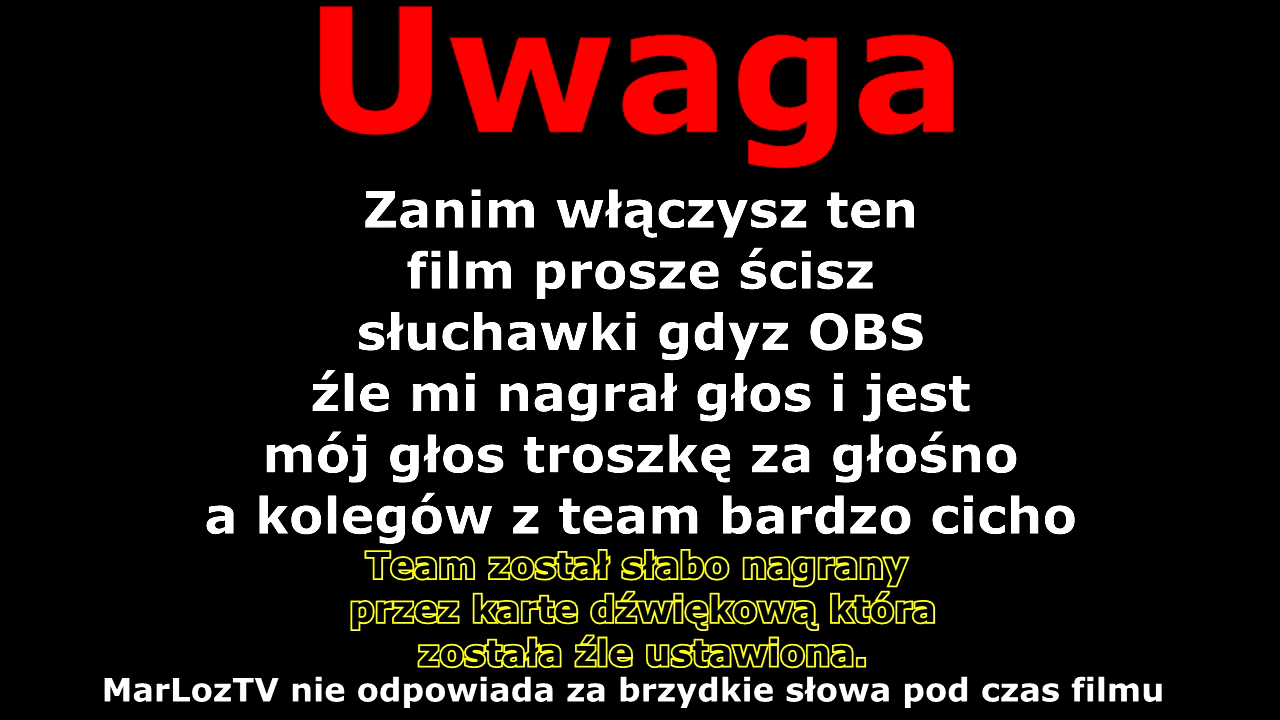 Uwaga
Zanim włączysz ten
film prosze ścisz
słuchawki gdyz OBS
źle mi nagrał głos i jest
mój głos troszkę za głośno
a kolegów z team bardzo cicho
Team został słabo nagrany
przez karte dźwiękową która
została źle ustawiona.
MarLozTV nie odpowiada za brzydkie słowa pod czas filmu